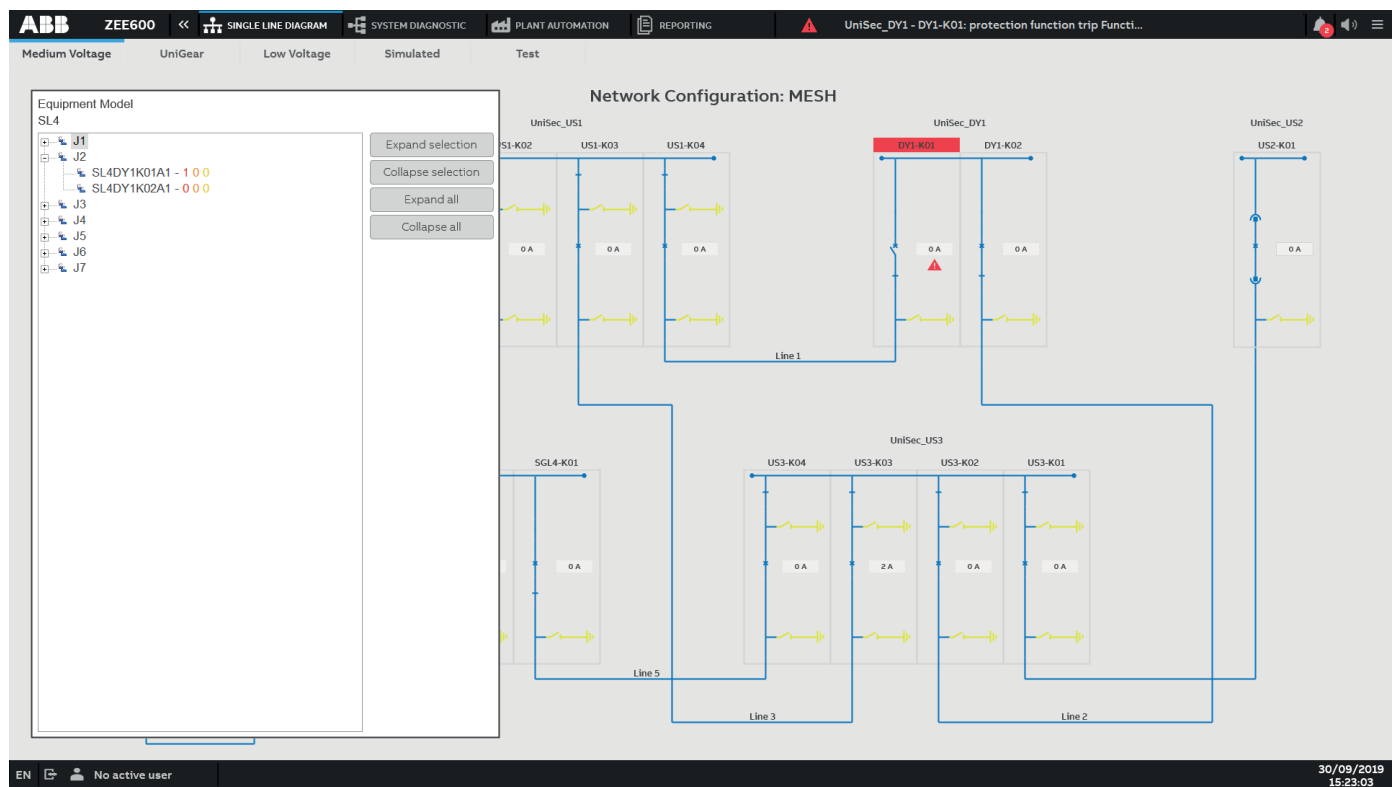 ABB ZEE600 « SINGLE LINE DIAGRAM SYSTEM DIAGNOSTIC PLANT AUTOMATION REPORTING UniSec_DY1 - DY1-K01: protection function trip Functi... 2
Medium Voltage UniGear Low Voltage Simulated Test
Network Configuration: MESH
Equipment Model
SL4
J1
J2
SL4DY1K01A1 - 1 0 0
SL4DY1K02A1 - 0 0 0
J3
J4
J5
J6
J7
Expand selection
Collapse selection
Expand all
Collapse all
UniSec_US1 UniSec_DY1 UniSec_US2
S1-K02 US1-K03 US1-K04 DY1-K01 DY1-K02 US2-K01
0 A 0 A 0 A 0 A 0 A 0 A
Line 1
UniSec_US3
SGL4-K01 US3-K04 US3-K03 US3-K02 US3-K01
0 A 0 A 2 A 0 A 0 A
Line 5
Line 3 Line 2
EN No active user 30/09/2019
15:23:03